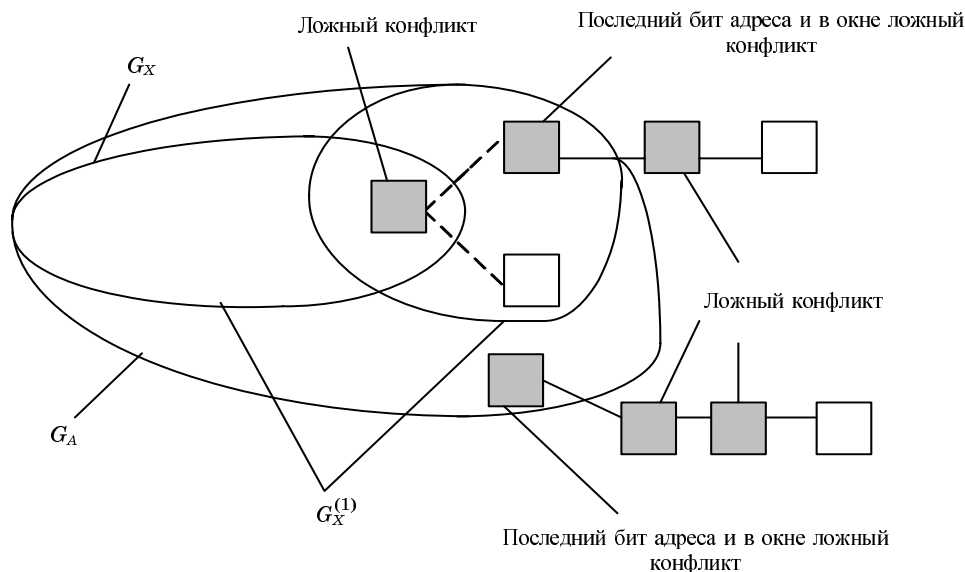 Последний бит адреса и в окне ложный
конфликт
Ложный конфликт
G_X
Ложный конфликт
G_A
G_X^{(1)}
Последний бит адреса и в окне ложный
конфликт